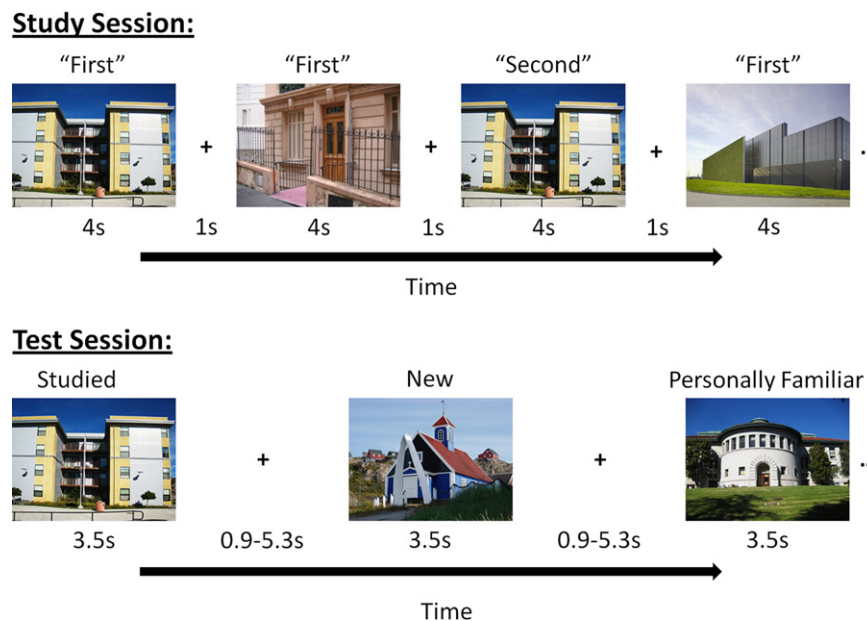 Study Session:
“First” “First” “Second” “First”
+ + + ...
4s 1s 4s 1s 4s 1s 4s
Time
Test Session:
Studied New Personally Familiar
+ + ...
3.5s 0.9-5.3s 3.5s 0.9-5.3s 3.5s
Time